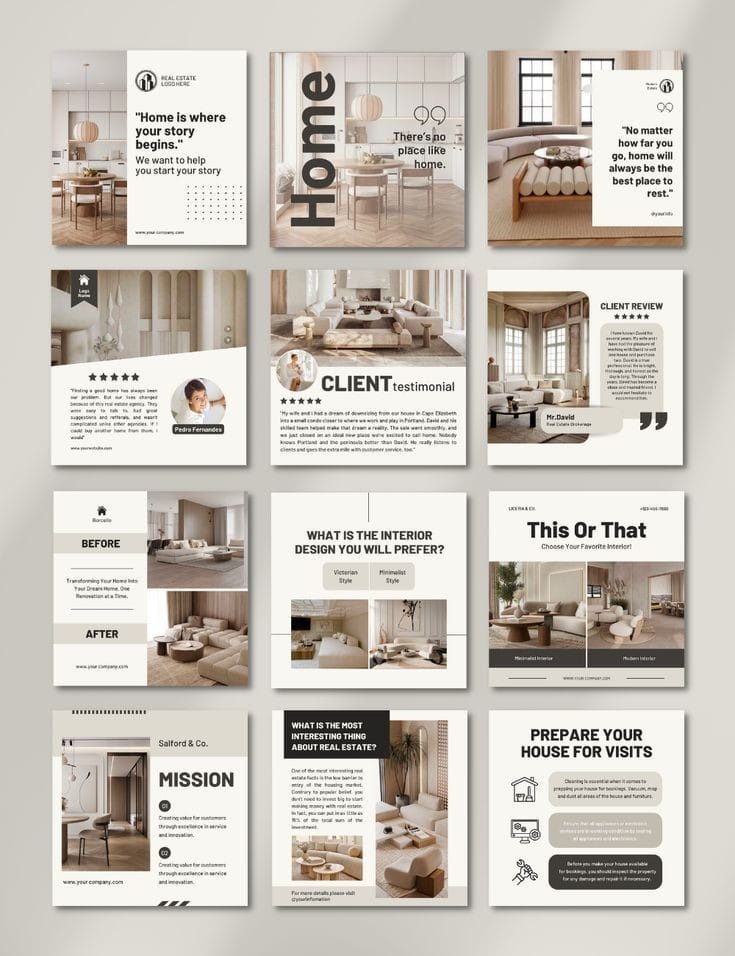 REAL ESTATE
LOGO HERE
"Home is where
your story
begins."
We want to help
you start your story
www.your company.com
Home
There's no
place like
home.
"No matter
how far you
go, home will
always be the
best place to
rest."
@yourinfo
Logo
Name
"Finding a good home has always been
our problem. But our lives changed
because of this real estate agency. They
were easy to talk to, had great
suggestions and referrals, and wasn't
complicated unlike other agencies. If I
could buy another home from them, I
would"
www.yourwebsite.com
Pedro Fernandes
CLIENT testimonial
"My wife and I had a dream of downsizing from our house in Cape Elizabeth
into a small condo closer to where we work and play in Portland. David and his
skilled team helped make that dream a reality. The sale went smoothly, and
we just closed on an ideal new place we're excited to call home. Nobody
knows Portland and the peninsula better than David. He really listens to
clients and goes the extra mile with customer service, too."
CLIENT REVIEW
I have known David for
several years. My wife and I
have had the pleasure of
working with David to sell
one house and purchase
two. David is a true
professional. He is bright,
thorough, and honest as the
day is long. Through the
years, David has become a
close and trusted friend. I
would not hesitate to
recommend him.
Mr.David
Real Estate Brokerage
Borcelle
BEFORE
Transforming Your Home Into
Your Dream Home, One
Renovation at a Time.
AFTER
www.your company.com
WHAT IS THE INTERIOR
DESIGN YOU WILL PREFER?
Victorian
Style
Minimalist
Style
LICERIA & CO.
+123-456-7890
This Or That
Choose Your Favorite Interior!
Minimalist Interior
Modern Interior
WWW.YOUR COMPANY.COM
Salford & Co.
MISSION
01
Creating value for customers
through excellence in service
and innovation.
02
Creating value for customers
through excellence in service
and innovation.
www.your company.com
WHAT IS THE MOST
INTERESTING THING
ABOUT REAL ESTATE?
One of the most interesting real
estate facts is the low barrier to
entry of the housing market.
Contrary to popular belief, you
don't need to invest big to start
making money with real estate.
In fact, you can put in as little as
15% of the total sum of the
investment.
For more details please visit
@yourinfomation
PREPARE YOUR
HOUSE FOR VISITS
Cleaning is essential when it comes to
prepping your house for bookings. Vacuum, mop
and dust all areas of the house and furniture.
Ensure that all appliances or electronic
devices are in working condition by testing
all appliances and electronics.
Before you make your house available
for bookings, you should inspect the property
for any damage and repair it if necessary.